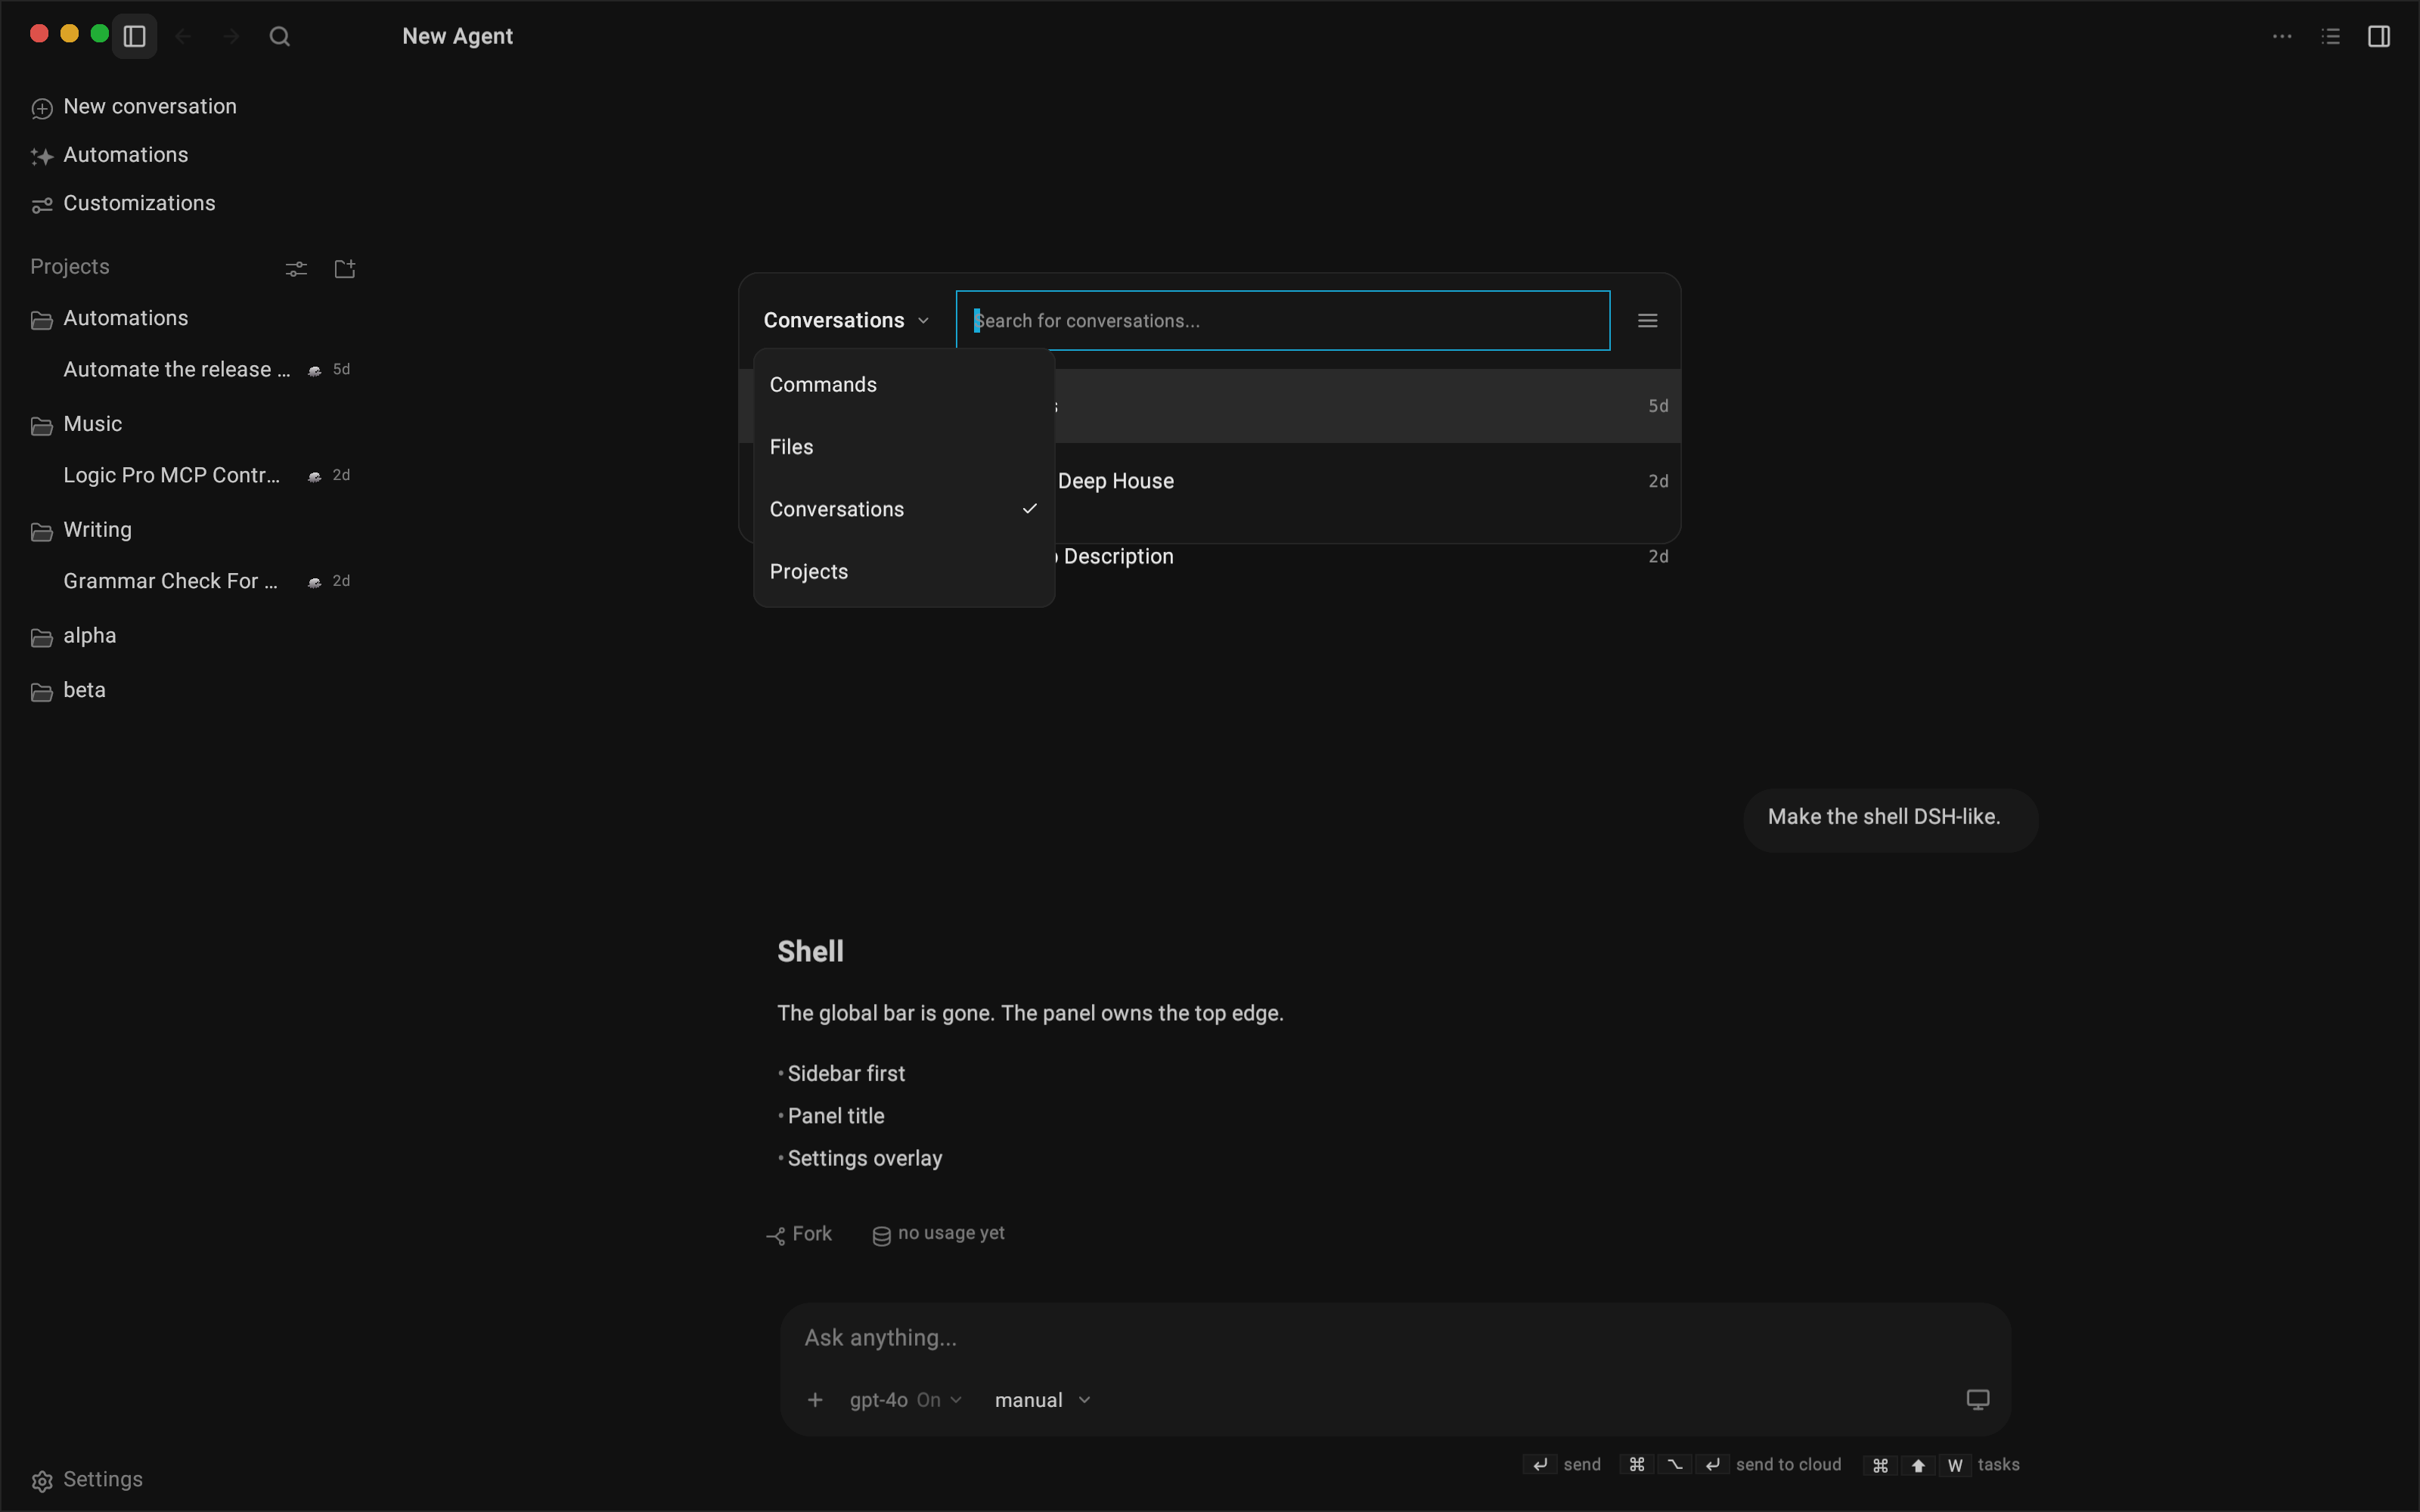 New Agent
New conversation
Automations
Customizations
Projects
Automations
Automate the release ... 5d
Music
Logic Pro MCP Contr... 2d
Writing
Grammar Check For ... 2d
alpha
beta
Settings
Conversations
Search for conversations...
Commands
Files
Conversations
Projects
5d
Deep House 2d
Description 2d
Make the shell DSH-like.
Shell
The global bar is gone. The panel owns the top edge.
• Sidebar first
• Panel title
• Settings overlay
Fork no usage yet
Ask anything...
+ gpt-4o On manual
↵ send ⌘ ⌥ ↵ send to cloud ⌘ ⬆ W tasks